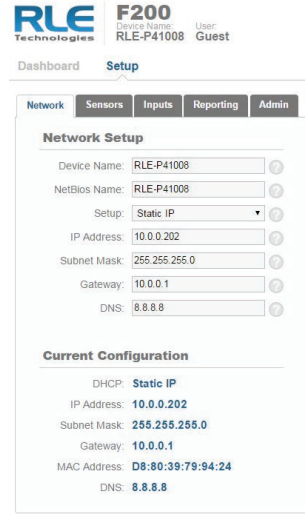 RLE
Technologies
F200
Device Name: User:
RLE-P41008 Guest
Dashboard Setup
Network Sensors Inputs Reporting Admin
Network Setup
Device Name: RLE-P41008 ?
NetBios Name: RLE-P41008 ?
Setup: Static IP ?
IP Address: 10.0.0.202 ?
Subnet Mask: 255.255.255.0 ?
Gateway: 10.0.0.1 ?
DNS: 8.8.8.8 ?
Current Configuration
DHCP: Static IP
IP Address: 10.0.0.202
Subnet Mask: 255.255.255.0
Gateway: 10.0.0.1
MAC Address: D8:80:39:79:94:24
DNS: 8.8.8.8